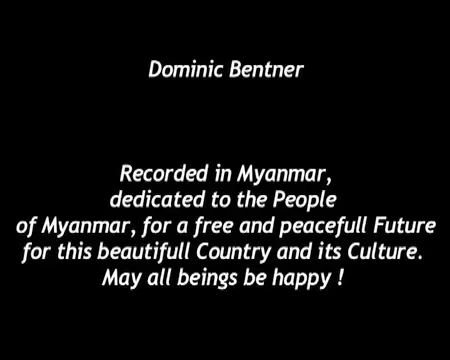 Dominic Bentner
Recorded in Myanmar,
dedicated to the People
of Myanmar, for a free and peacefull Future
for this beautifull Country and its Culture.
May all beings be happy !